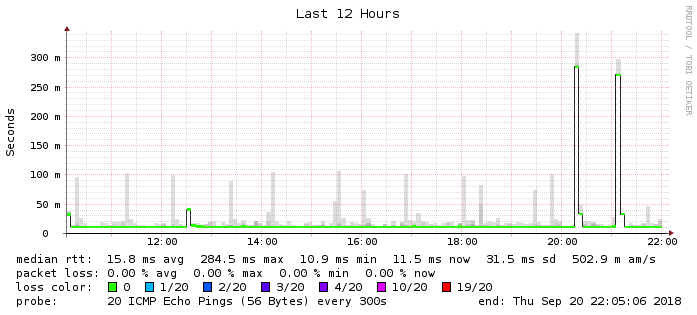 Last 12 Hours
RRDTOOL / TOBI OETIKER
Seconds
300 m
250 m
200 m
150 m
100 m
50 m
0
12:00 14:00 16:00 18:00 20:00 22:00
median rtt: 15.8 ms avg 284.5 ms max 10.9 ms min 11.5 ms now 31.5 ms sd 502.9 m am/s
packet loss: 0.00 % avg 0.00 % max 0.00 % min 0.00 % now
loss color: 0 1/20 2/20 3/20 4/20 10/20 19/20
probe: 20 ICMP Echo Pings (56 Bytes) every 300s end: Thu Sep 20 22:05:06 2018